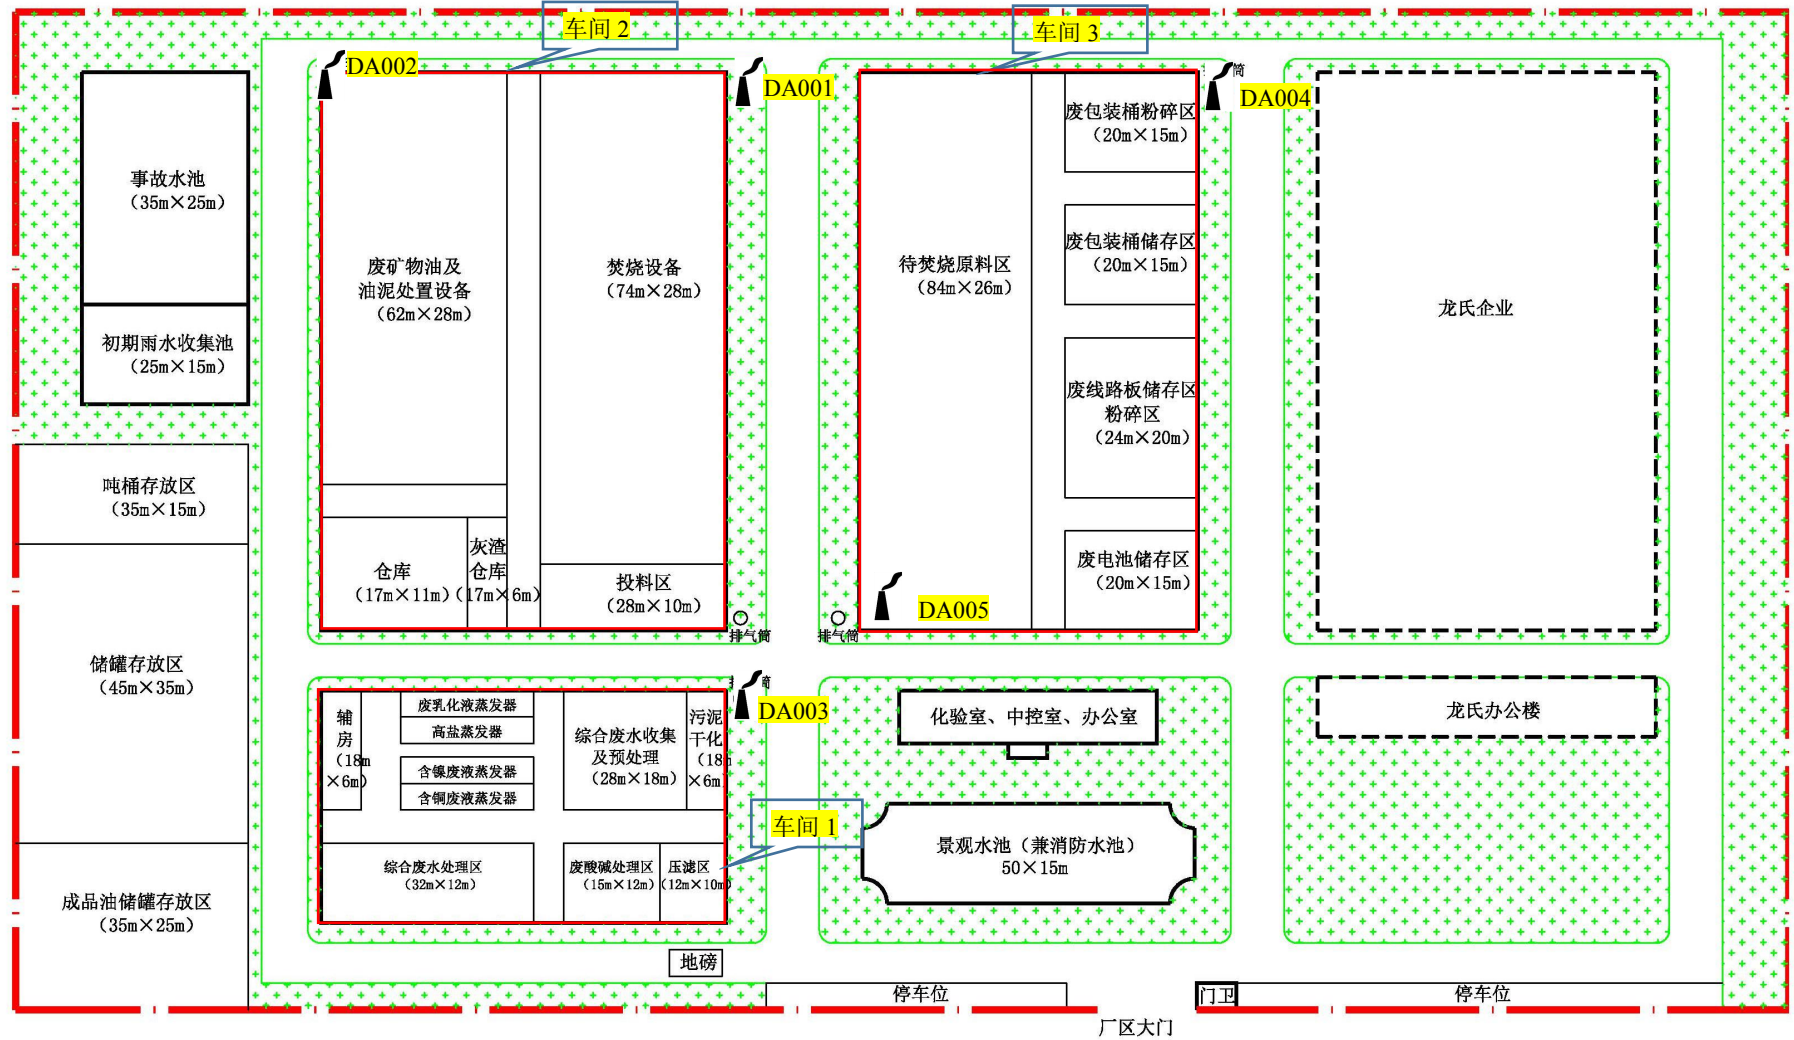 车间 2
车间 3
DA002
DA001
筒
DA004
事故水池
（35m×25m）
初期雨水收集池
（25m×15m）
废矿物油及
油泥处置设备
（62m×28m）
焚烧设备
（74m×28m）
待焚烧原料区
（84m×26m）
废包装桶粉碎区
（20m×15m）
废包装桶储存区
（20m×15m）
废线路板储存区
粉碎区
（24m×20m）
废电池储存区
（20m×15m）
龙氏企业
吨桶存放区
（35m×15m）
仓库
（17m×11m）
灰渣
仓库
（17m×6m）
投料区
（28m×10m）
排气筒
排气筒
DA005
储罐存放区
（45m×35m）
筒
DA003
辅
房
（18m
×6m）
废乳化液蒸发器
高盐蒸发器
含镍废液蒸发器
含铜废液蒸发器
综合废水收集
及预处理
（28m×18m）
污泥
干化
（18m
×6m）
化验室、中控室、办公室
龙氏办公楼
车间 1
综合废水处理区
（32m×12m）
废酸碱处理区
（15m×12m）
压滤区
（12m×10m）
景观水池（兼消防水池）
50×15m
成品油储罐存放区
（35m×25m）
地磅
停车位
门卫
停车位
厂区大门